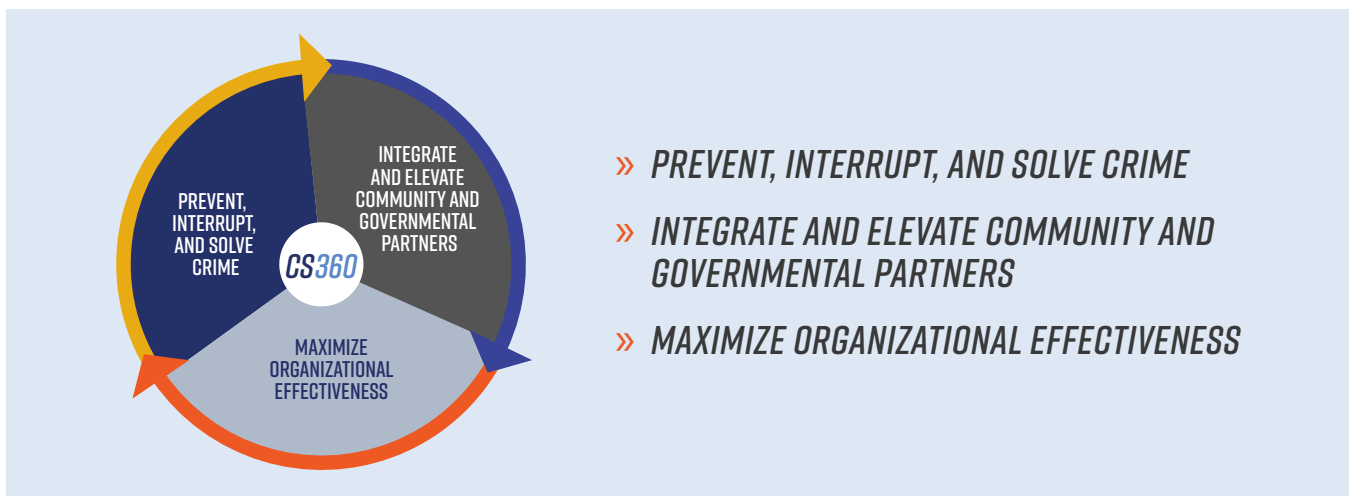 PREVENT,
INTERRUPT,
AND SOLVE
CRIME
INTEGRATE
AND ELEVATE
COMMUNITY AND
GOVERNMENTAL
PARTNERS
CS360
MAXIMIZE
ORGANIZATIONAL
EFFECTIVENESS
» PREVENT, INTERRUPT, AND SOLVE CRIME
» INTEGRATE AND ELEVATE COMMUNITY AND
GOVERNMENTAL PARTNERS
» MAXIMIZE ORGANIZATIONAL EFFECTIVENESS